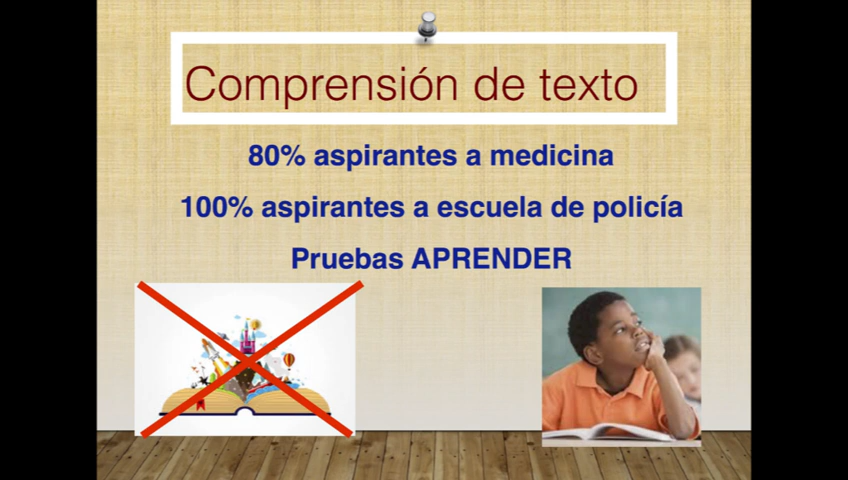 Comprensión de texto
80% aspirantes a medicina
100% aspirantes a escuela de policía
Pruebas APRENDER